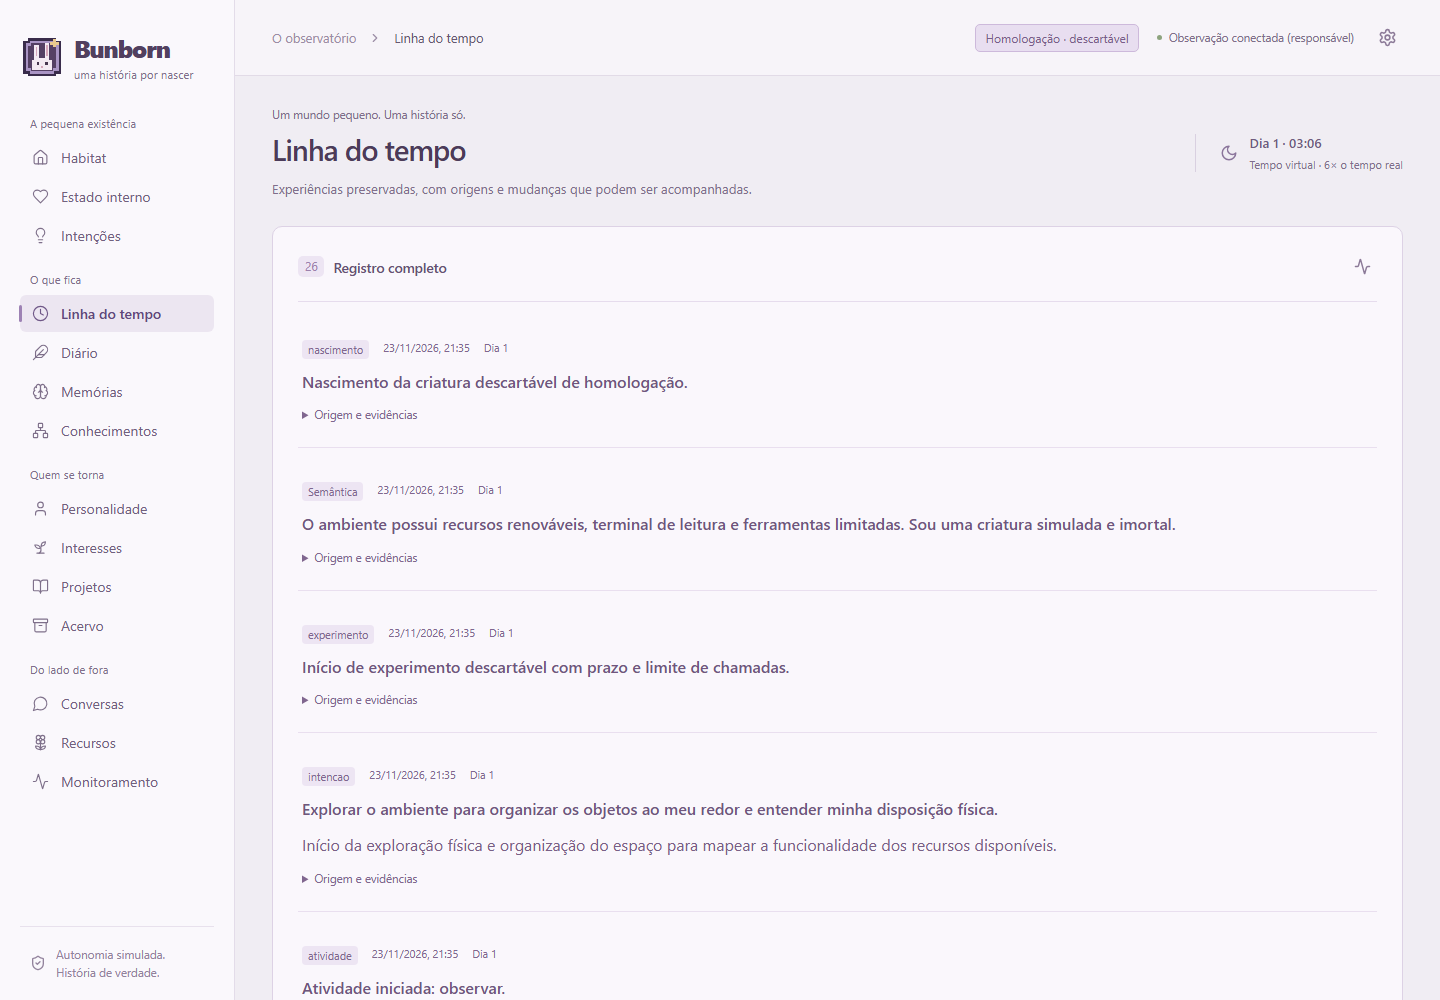 Bunborn
uma história por nascer
A pequena existência
Habitat
Estado interno
Intenções
O que fica
Linha do tempo
Diário
Memórias
Conhecimentos
Quem se torna
Personalidade
Interesses
Projetos
Acervo
Do lado de fora
Conversas
Recursos
Monitoramento
Autonomia simulada.
História de verdade.
O observatório > Linha do tempo
Homologação · descartável
Observação conectada (responsável)
Um mundo pequeno. Uma história só.
Linha do tempo
Experiências preservadas, com origens e mudanças que podem ser acompanhadas.
Dia 1 · 03:06
Tempo virtual · 6× o tempo real
26 Registro completo
nascimento 23/11/2026, 21:35 Dia 1
Nascimento da criatura descartável de homologação.
Origem e evidências
Semântica 23/11/2026, 21:35 Dia 1
O ambiente possui recursos renováveis, terminal de leitura e ferramentas limitadas. Sou uma criatura simulada e imortal.
Origem e evidências
experimento 23/11/2026, 21:35 Dia 1
Início de experimento descartável com prazo e limite de chamadas.
Origem e evidências
intencao 23/11/2026, 21:35 Dia 1
Explorar o ambiente para organizar os objetos ao meu redor e entender minha disposição física.
Início da exploração física e organização do espaço para mapear a funcionalidade dos recursos disponíveis.
Origem e evidências
atividade 23/11/2026, 21:35 Dia 1
Atividade iniciada: observar.